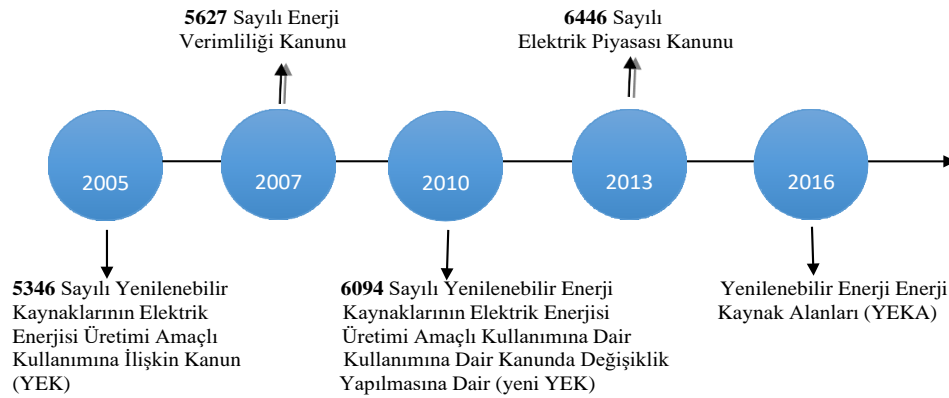 5627 Sayılı Enerji
Verimliliği Kanunu
6446 Sayılı
Elektrik Piyasası Kanunu
2005
2007
2010
2013
2016
5346 Sayılı Yenilenebilir
Kaynaklarının Elektrik
Enerjisi Üretimi Amaçlı
Kullanımına İlişkin Kanun
(YEK)
6094 Sayılı Yenilenebilir Enerji
Kaynaklarının Elektrik Enerjisi
Üretimi Amaçlı Kullanımına Dair
Kullanımına Dair Kanunda Değişiklik
Yapılmasına Dair (yeni YEK)
Yenilenebilir Enerji Enerji
Kaynak Alanları (YEKA)